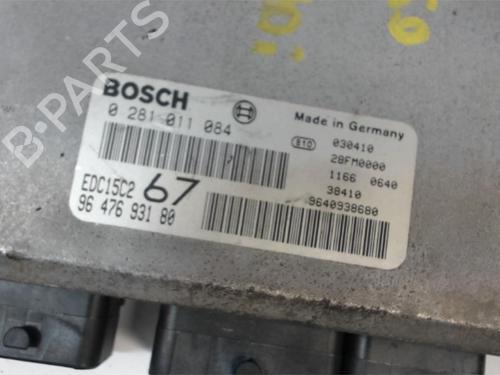 BOSCH
0 281 011 084
Made in Germany
e10 030410
28FM0000
1166 0640
38410
9640938680
EDC15C2 67
96 476 931 80
B-PARTS